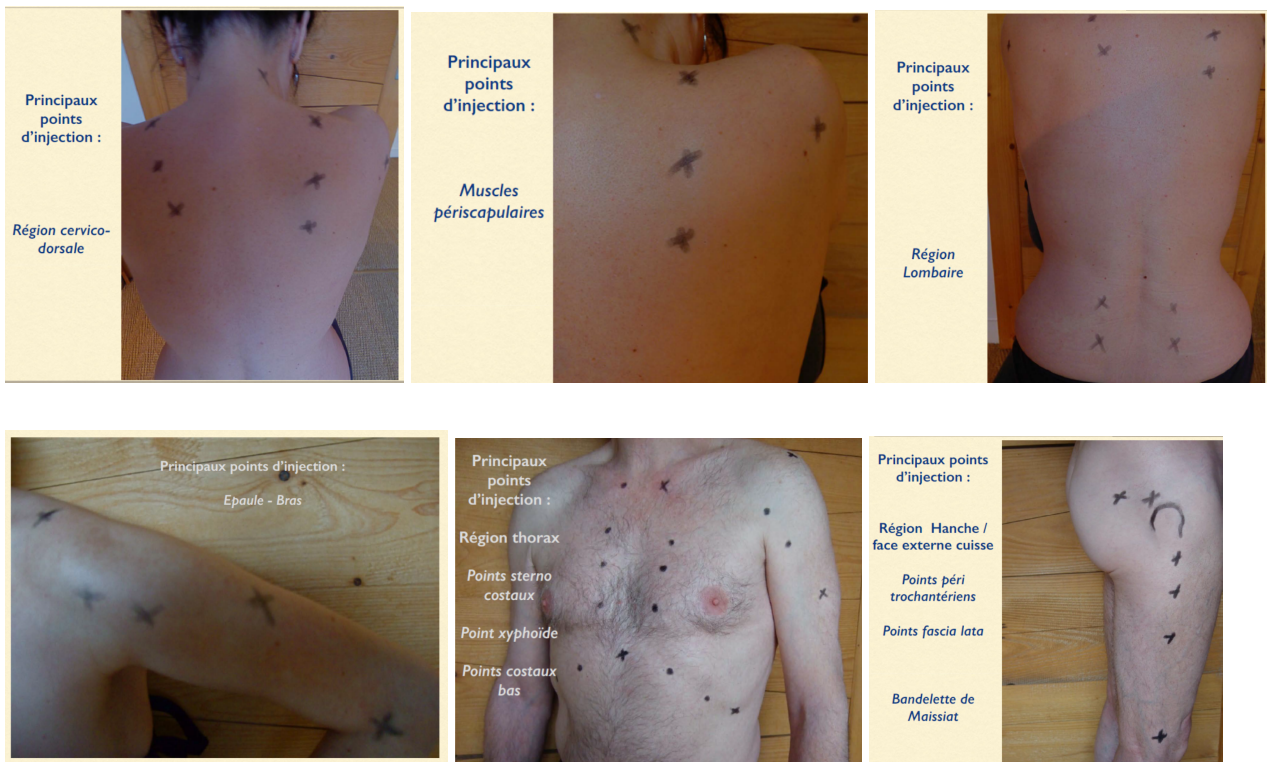 Principaux
points
d'injection :
Région cervico-
dorsale
Principaux
points
d'injection :
Muscles
périscapulaires
Principaux
points
d'injection :
Région
Lombaire
Principaux points d'injection :
Epaule - Bras
Principaux
points
d'injection :
Région thorax
Points sterno
costaux
Point xyphoïde
Points costaux
bas
Principaux points
d'injection :
Région Hanche /
face externe cuisse
Points péri
trochantériens
Points fascia lata
Bandelette de
Maissiat